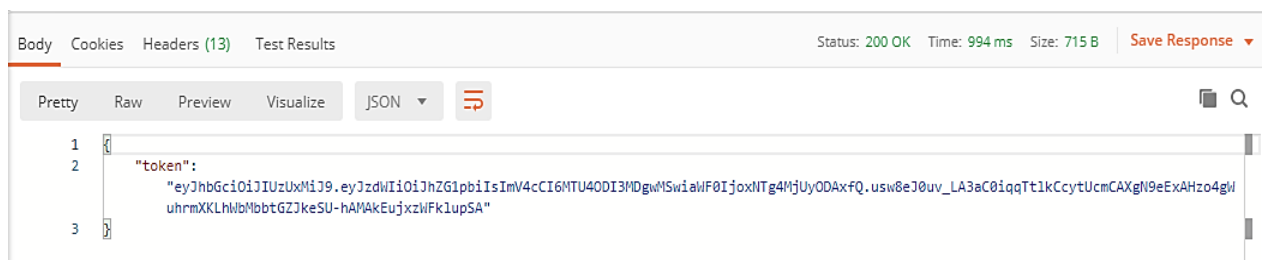 Body Cookies Headers (13) Test Results Status: 200 OK Time: 994 ms Size: 715 B Save Response
Pretty Raw Preview Visualize JSON
1 {
2 "token":
"eyJhbGciOiJIUzUxMiJ9.eyJzdWIiOiJhZG1pbiIsImV4cCI6MTU4ODI3MDgwMSwiaWF0IjoxNTg4MjUyODAxfQ.usw8eJ0uv_LA3aC0iqqTtlkCcytUcmCAXgN9eExAHzo4gW
uhrmXKLhWbMbbtGZJkeSU-hAMAkEujxzWFklupSA"
3 }